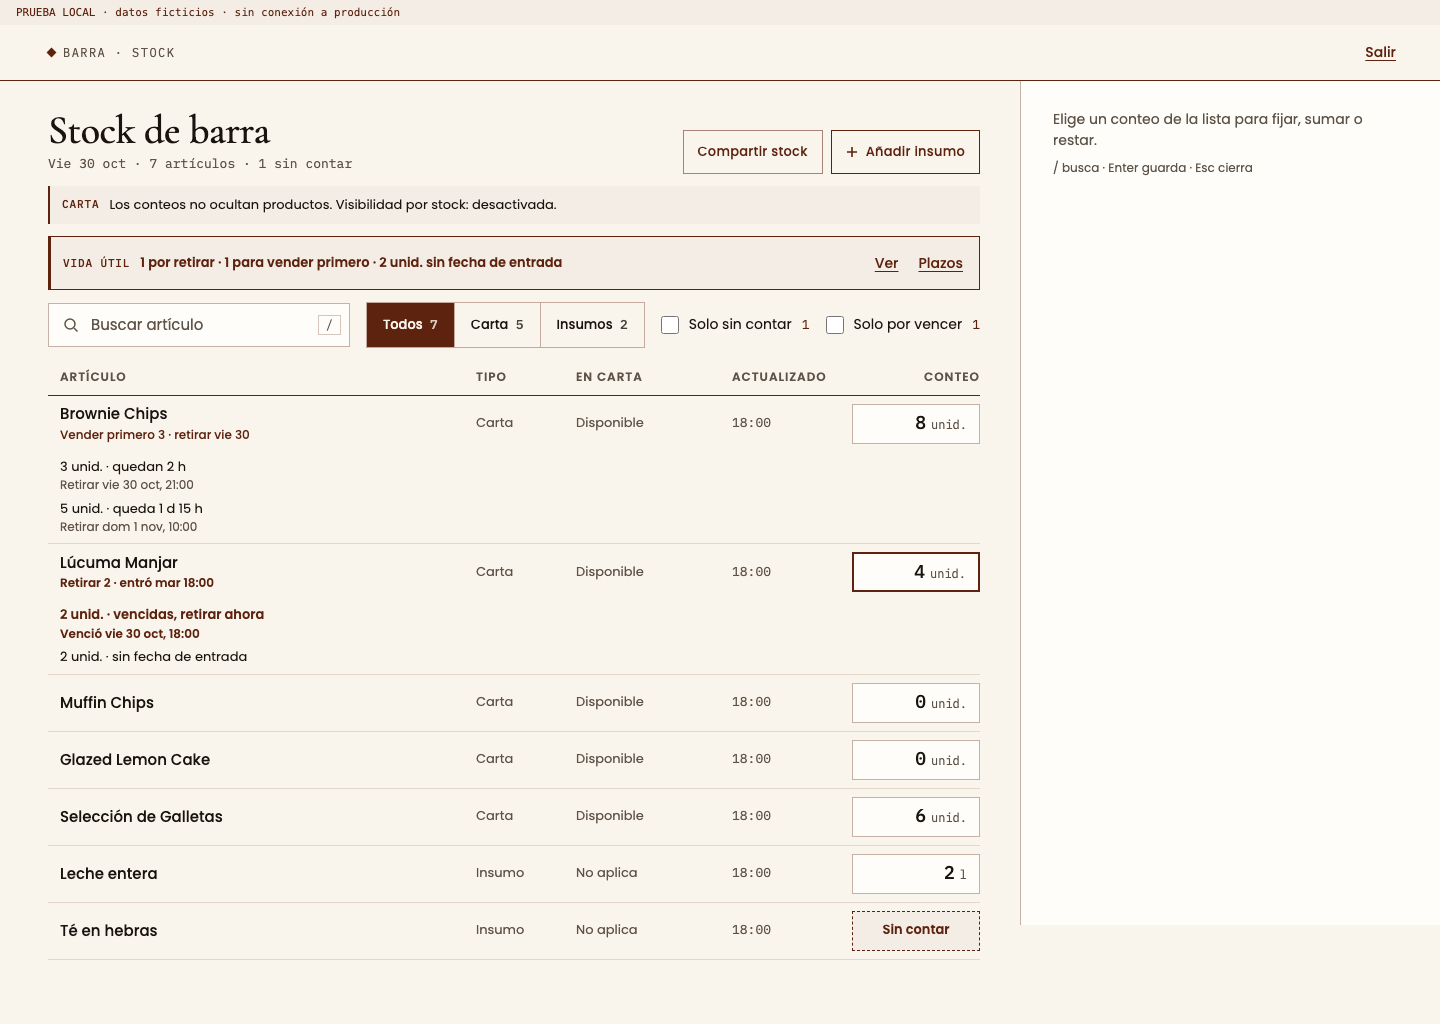 PRUEBA LOCAL · datos ficticios · sin conexión a producción
BARRA · STOCK
Salir
Stock de barra
Vie 30 oct · 7 artículos · 1 sin contar
Compartir stock
+ Añadir insumo
CARTA Los conteos no ocultan productos. Visibilidad por stock: desactivada.
VIDA ÚTIL 1 por retirar · 1 para vender primero · 2 unid. sin fecha de entrada
Ver Plazos
Buscar artículo /
Todos 7 Carta 5 Insumos 2
Solo sin contar 1
Solo por vencer 1
ARTÍCULO TIPO EN CARTA ACTUALIZADO CONTEO
Brownie Chips
Vender primero 3 · retirar vie 30
Carta Disponible 18:00 8 unid.
3 unid. · quedan 2 h
Retirar vie 30 oct, 21:00
5 unid. · queda 1 d 15 h
Retirar dom 1 nov, 10:00
Lúcuma Manjar
Retirar 2 · entró mar 18:00
Carta Disponible 18:00 4 unid.
2 unid. · vencidas, retirar ahora
Venció vie 30 oct, 18:00
2 unid. · sin fecha de entrada
Muffin Chips Carta Disponible 18:00 0 unid.
Glazed Lemon Cake Carta Disponible 18:00 0 unid.
Selección de Galletas Carta Disponible 18:00 6 unid.
Leche entera Insumo No aplica 18:00 2 l
Té en hebras Insumo No aplica 18:00 Sin contar
Elige un conteo de la lista para fijar, sumar o
restar.
/ busca · Enter guarda · Esc cierra